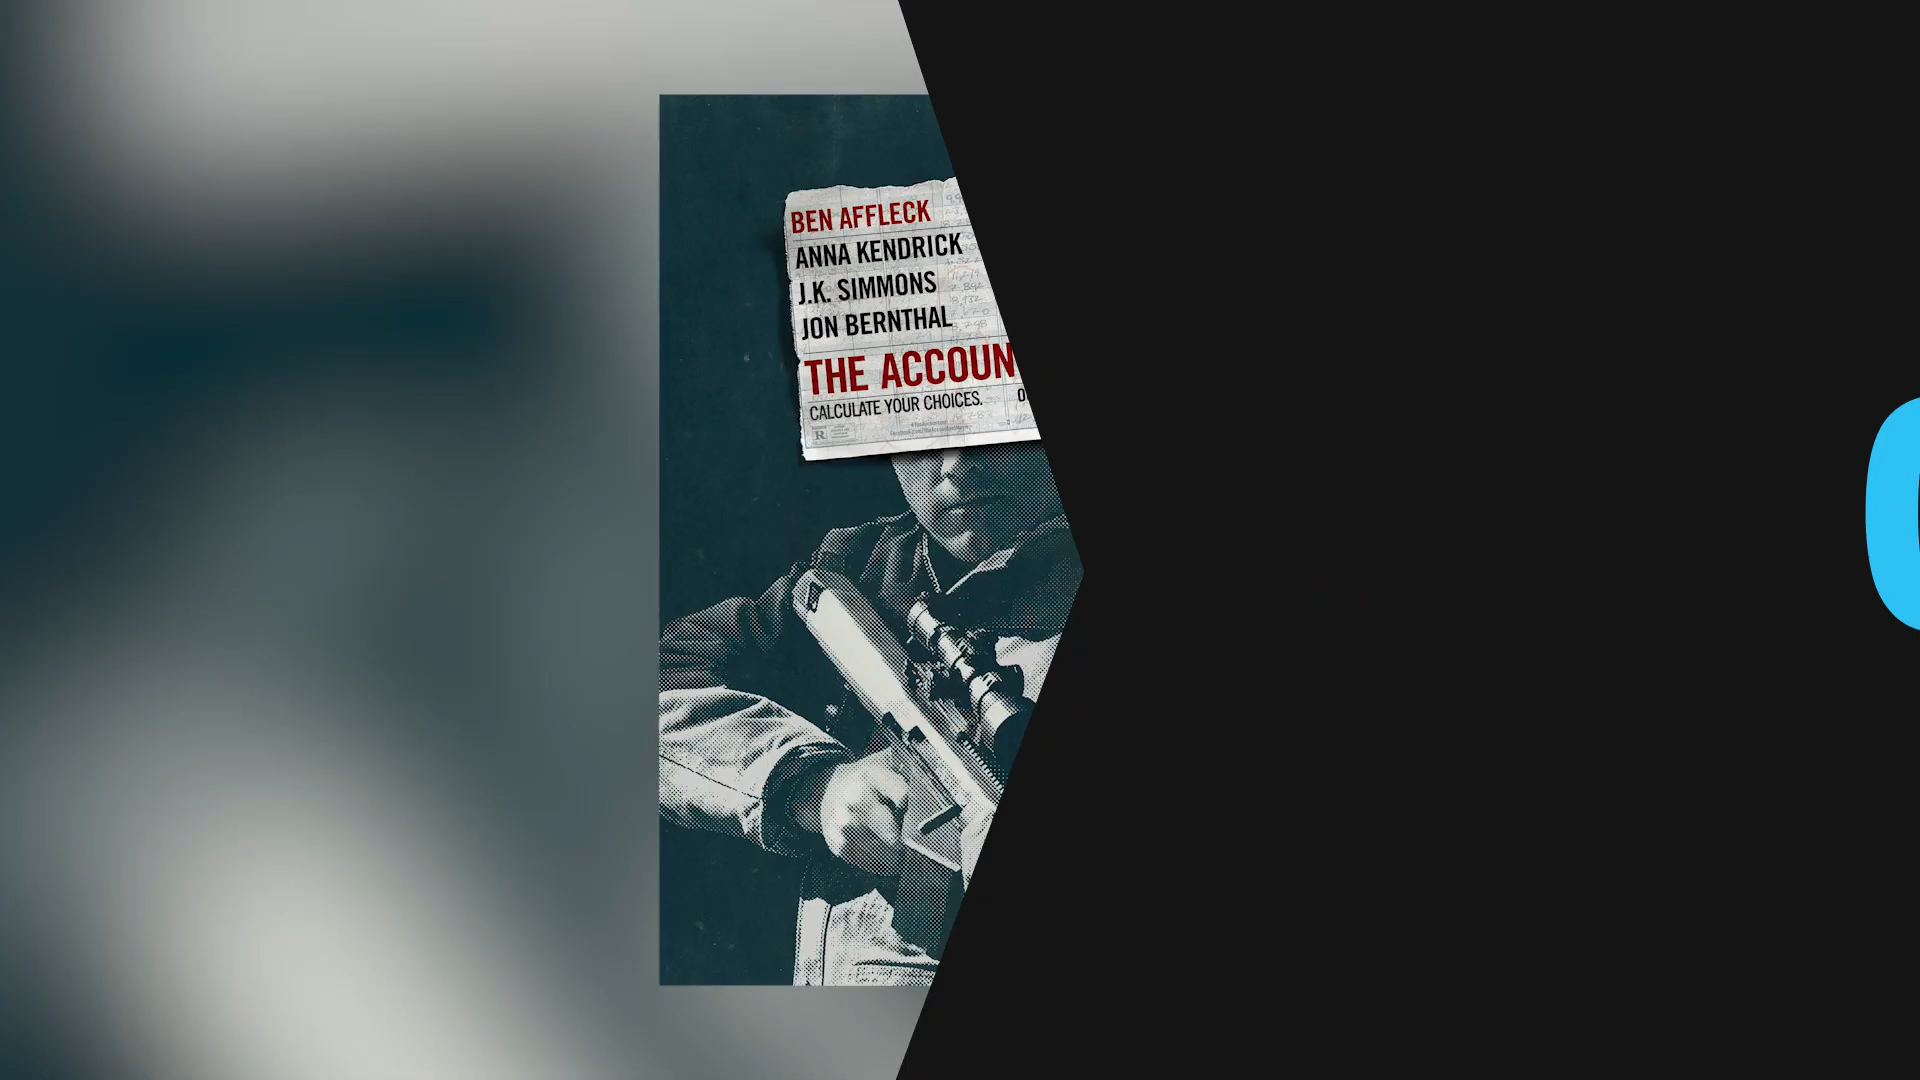 BEN AFFLECK
ANNA KENDRICK
J.K. SIMMONS
JON BERNTHAL
THE ACCOUN
CALCULATE YOUR CHOICES.
R